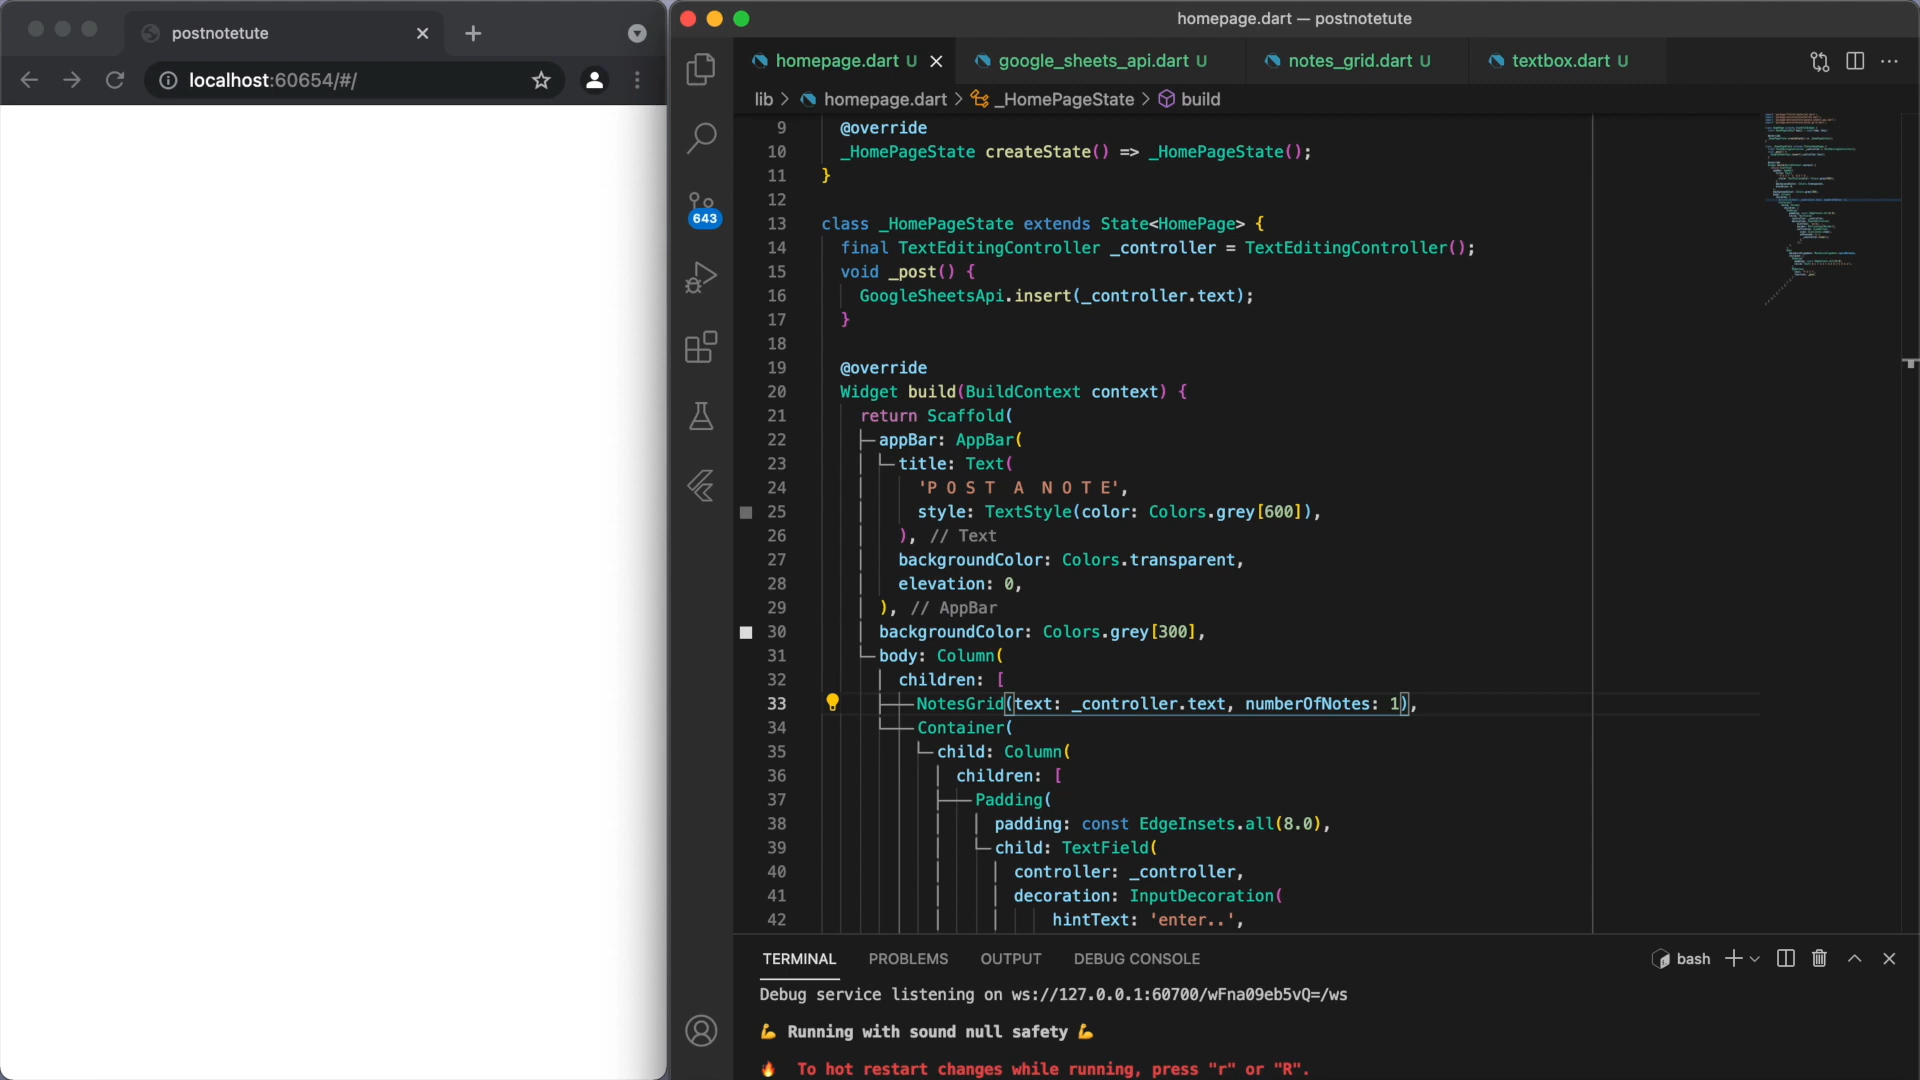 postnotetute
localhost:60654/#/
homepage.dart — postnotetute
homepage.dart U
google_sheets_api.dart U
notes_grid.dart U
textbox.dart U
lib > homepage.dart > _HomePageState > build
643
9 @override
10 _HomePageState createState() => _HomePageState();
11 }
12
13 class _HomePageState extends State<HomePage> {
14 final TextEditingController _controller = TextEditingController();
15 void _post() {
16 GoogleSheetsApi.insert(_controller.text);
17 }
18
19 @override
20 Widget build(BuildContext context) {
21 return Scaffold(
22 appBar: AppBar(
23 title: Text(
24 'P O S T  A  N O T E',
25 style: TextStyle(color: Colors.grey[600]),
26 ), // Text
27 backgroundColor: Colors.transparent,
28 elevation: 0,
29 ), // AppBar
30 backgroundColor: Colors.grey[300],
31 body: Column(
32 children: [
33 NotesGrid(text: _controller.text, numberOfNotes: 1),
34 Container(
35 child: Column(
36 children: [
37 Padding(
38 padding: const EdgeInsets.all(8.0),
39 child: TextField(
40 controller: _controller,
41 decoration: InputDecoration(
42 hintText: 'enter..',
TERMINAL PROBLEMS OUTPUT DEBUG CONSOLE
bash
Debug service listening on ws://127.0.0.1:60700/wFna09eb5vQ=/ws
💪 Running with sound null safety 💪
🔥 To hot restart changes while running, press "r" or "R".